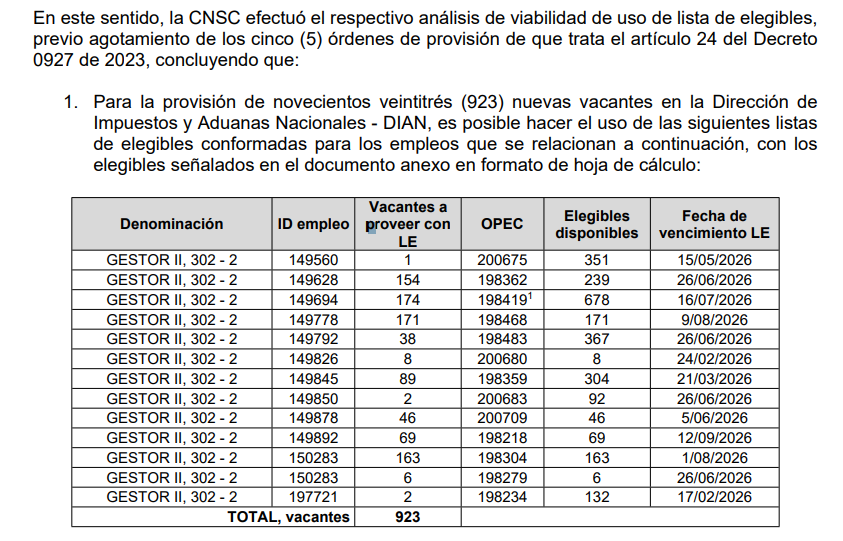 En este sentido, la CNSC efectuó el respectivo análisis de viabilidad de uso de lista de elegibles,
previo agotamiento de los cinco (5) órdenes de provisión de que trata el artículo 24 del Decreto
0927 de 2023, concluyendo que:
1. Para la provisión de novecientos veintitrés (923) nuevas vacantes en la Dirección de
Impuestos y Aduanas Nacionales - DIAN, es posible hacer el uso de las siguientes listas
de elegibles conformadas para los empleos que se relacionan a continuación, con los
elegibles señalados en el documento anexo en formato de hoja de cálculo:
Denominación ID empleo Vacantes a proveer con LE OPEC Elegibles disponibles Fecha de vencimiento LE
GESTOR II, 302 - 2 149560 1 200675 351 15/05/2026
GESTOR II, 302 - 2 149628 154 198362 239 26/06/2026
GESTOR II, 302 - 2 149694 174 198419¹ 678 16/07/2026
GESTOR II, 302 - 2 149778 171 198468 171 9/08/2026
GESTOR II, 302 - 2 149792 38 198483 367 26/06/2026
GESTOR II, 302 - 2 149826 8 200680 8 24/02/2026
GESTOR II, 302 - 2 149845 89 198359 304 21/03/2026
GESTOR II, 302 - 2 149850 2 200683 92 26/06/2026
GESTOR II, 302 - 2 149878 46 200709 46 5/06/2026
GESTOR II, 302 - 2 149892 69 198218 69 12/09/2026
GESTOR II, 302 - 2 150283 163 198304 163 1/08/2026
GESTOR II, 302 - 2 150283 6 198279 6 26/06/2026
GESTOR II, 302 - 2 197721 2 198234 132 17/02/2026
TOTAL, vacantes 923